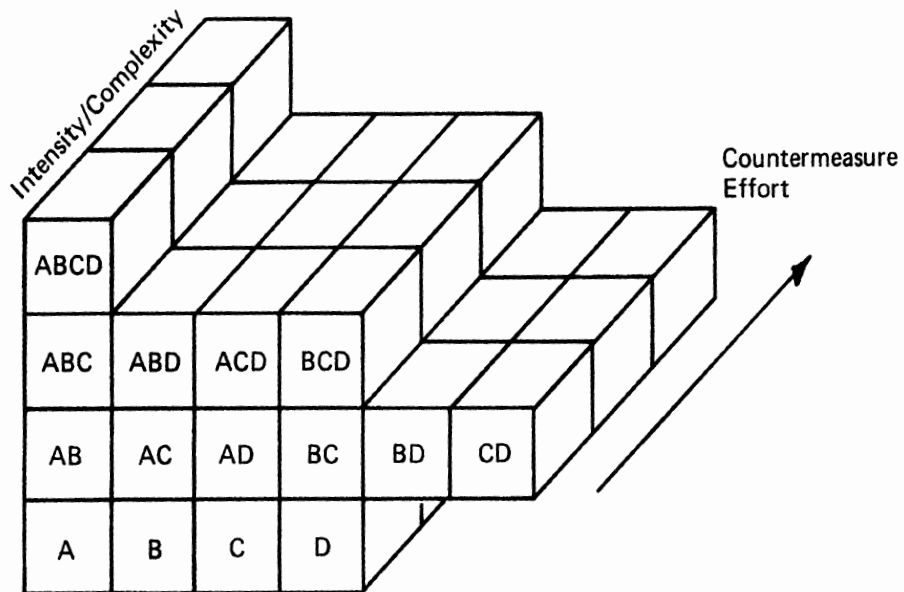 Intensity/Complexity
Countermeasure
Effort
ABCD
ABC ABD ACD BCD
AB AC AD BC BD CD
A B C D